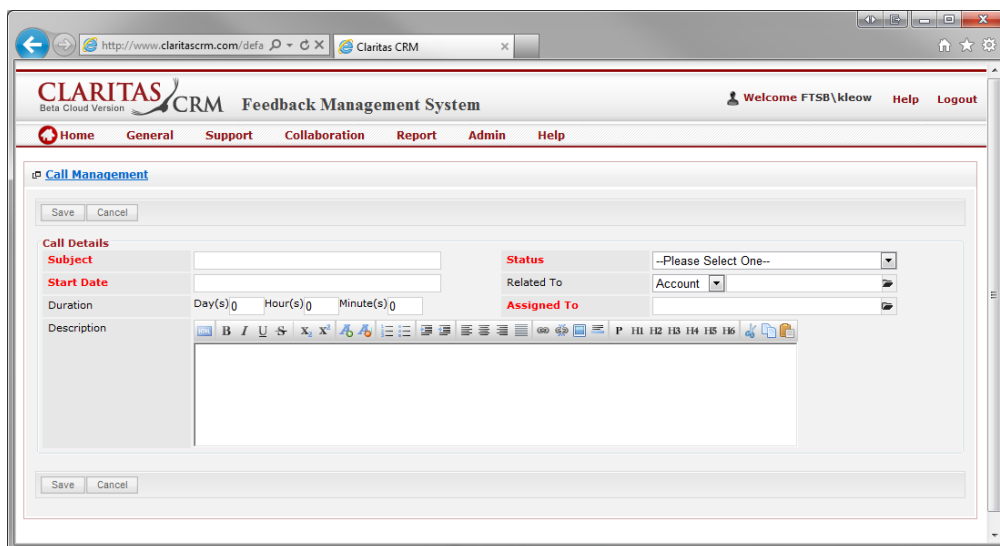 http://www.claritascrm.com/defa
Claritas CRM
CLARITAS CRM
Beta Cloud Version
Feedback Management System
Welcome FTSB\kleow Help Logout
Home General Support Collaboration Report Admin Help
Call Management
Save Cancel
Call Details
Subject Status --Please Select One--
Start Date Related To Account
Duration Day(s) 0 Hour(s) 0 Minute(s) 0 Assigned To
Description B I U S X₂ X² P H1 H2 H3 H4 H5 H6
Save Cancel